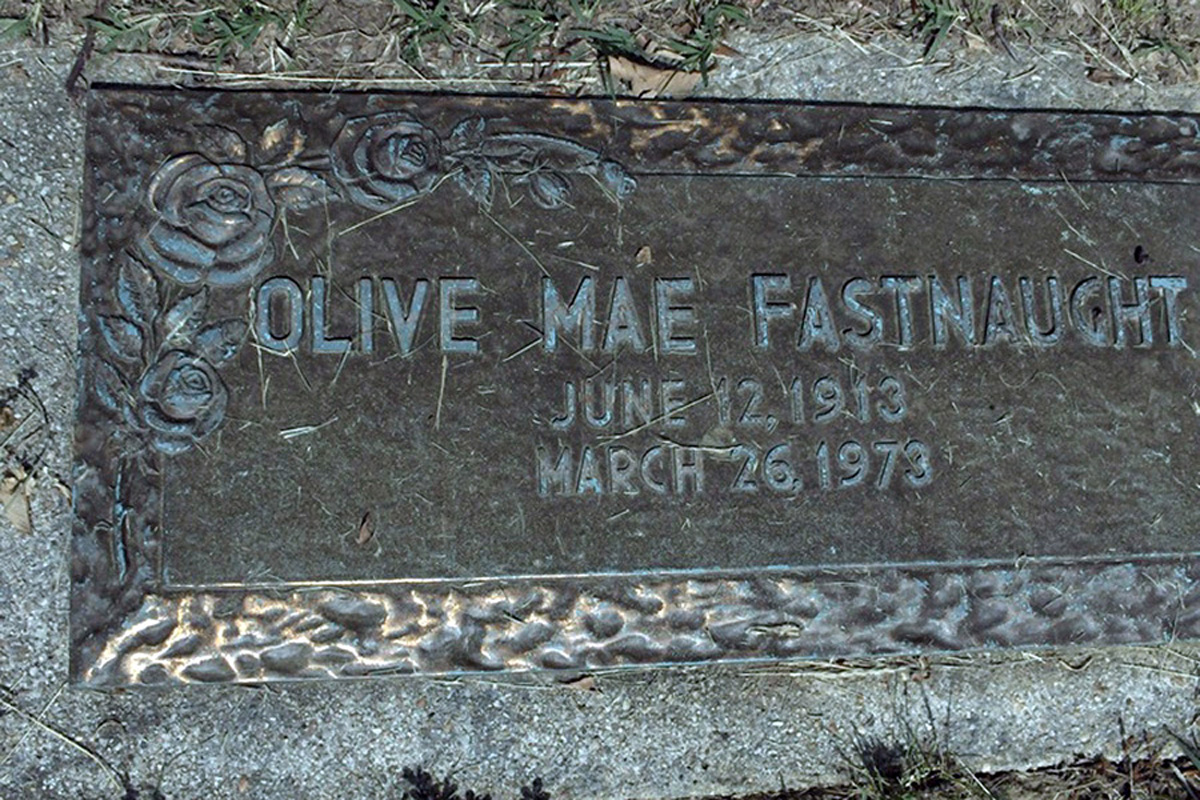 OLIVE MAE FASTNAUGHT
JUNE 12, 1913
MARCH 26, 1973